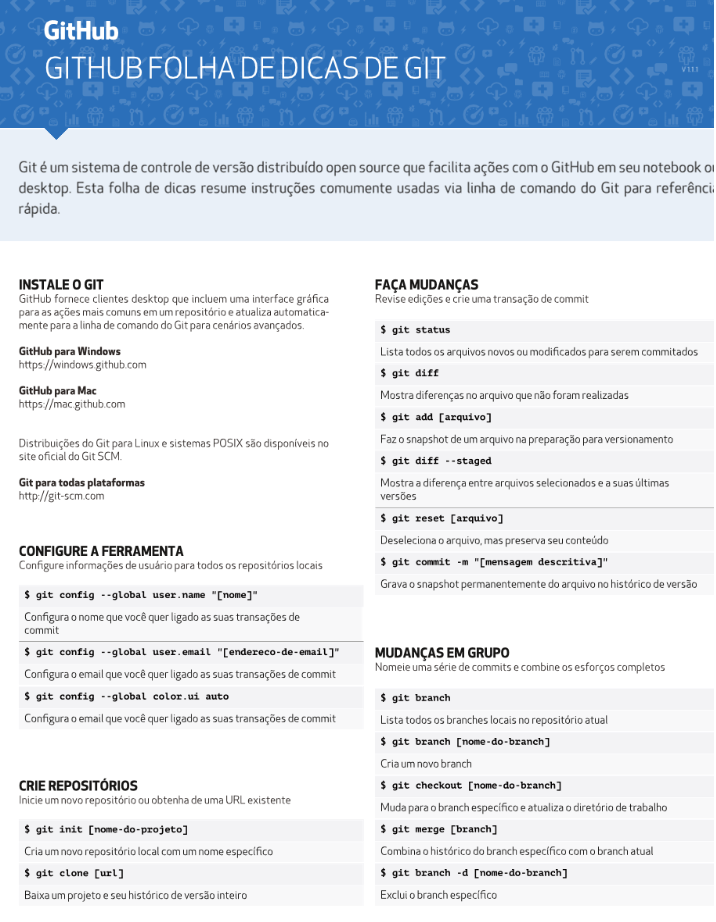 GitHub
GITHUB FOLHA DE DICAS DE GIT
V 1.1.1
Git é um sistema de controle de versão distribuído open source que facilita ações com o GitHub em seu notebook ou
desktop. Esta folha de dicas resume instruções comumente usadas via linha de comando do Git para referência
rápida.
INSTALE O GIT
GitHub fornece clientes desktop que incluem uma interface gráfica
para as ações mais comuns em um repositório e atualiza automatica-
mente para a linha de comando do Git para cenários avançados.
GitHub para Windows
https://windows.github.com
GitHub para Mac
https://mac.github.com
Distribuições do Git para Linux e sistemas POSIX são disponíveis no
site oficial do Git SCM.
Git para todas plataformas
http://git-scm.com
CONFIGURE A FERRAMENTA
Configure informações de usuário para todos os repositórios locais
$ git config --global user.name "[nome]"
Configura o nome que você quer ligado as suas transações de
commit
$ git config --global user.email "[endereco-de-email]"
Configura o email que você quer ligado as suas transações de commit
$ git config --global color.ui auto
Configura o email que você quer ligado as suas transações de commit
CRIE REPOSITÓRIOS
Inicie um novo repositório ou obtenha de uma URL existente
$ git init [nome-do-projeto]
Cria um novo repositório local com um nome específico
$ git clone [url]
Baixa um projeto e seu histórico de versão inteiro
FAÇA MUDANÇAS
Revise edições e crie uma transação de commit
$ git status
Lista todos os arquivos novos ou modificados para serem commitados
$ git diff
Mostra diferenças no arquivo que não foram realizadas
$ git add [arquivo]
Faz o snapshot de um arquivo na preparação para versionamento
$ git diff --staged
Mostra a diferença entre arquivos selecionados e a suas últimas
versões
$ git reset [arquivo]
Deseleciona o arquivo, mas preserva seu conteúdo
$ git commit -m "[mensagem descritiva]"
Grava o snapshot permanentemente do arquivo no histórico de versão
MUDANÇAS EM GRUPO
Nomeie uma série de commits e combine os esforços completos
$ git branch
Lista todos os branches locais no repositório atual
$ git branch [nome-do-branch]
Cria um novo branch
$ git checkout [nome-do-branch]
Muda para o branch específico e atualiza o diretório de trabalho
$ git merge [branch]
Combina o histórico do branch específico com o branch atual
$ git branch -d [nome-do-branch]
Exclui o branch específico